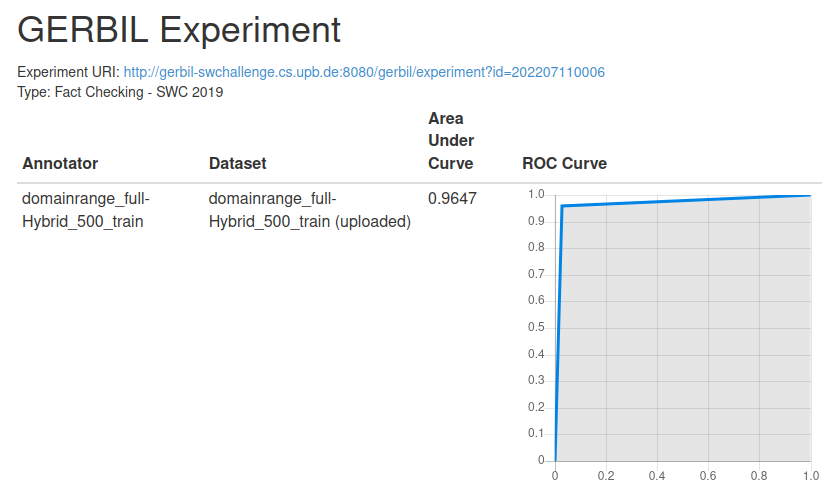 GERBIL Experiment
Experiment URI: http://gerbil-swchallenge.cs.upb.de:8080/gerbil/experiment?id=202207110006
Type: Fact Checking - SWC 2019
Annotator Dataset Area Under Curve ROC Curve
domainrange_full-
Hybrid_500_train
domainrange_full-
Hybrid_500_train (uploaded)
0.9647
1.0
0.9
0.8
0.7
0.6
0.5
0.4
0.3
0.2
0.1
0
0 0.2 0.4 0.6 0.8 1.0